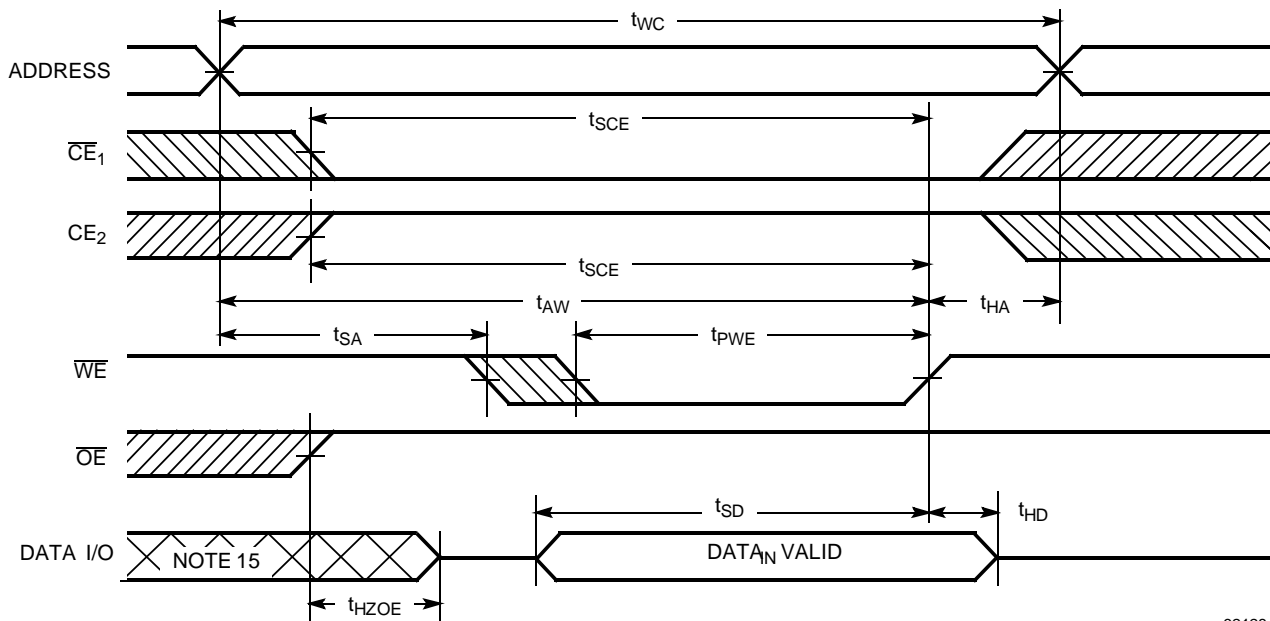 tWC
ADDRESS
tSCE
CE1
CE2
tSCE
tAW
tHA
tSA
tPWE
WE
OE
tSD
tHD
DATA I/O
NOTE 15
DATAIN VALID
tHZOE